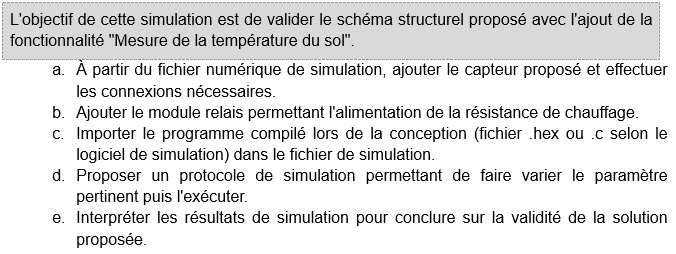 L'objectif de cette simulation est de valider le schéma structurel proposé avec l'ajout de la
fonctionnalité "Mesure de la température du sol".
a. À partir du fichier numérique de simulation, ajouter le capteur proposé et effectuer
les connexions nécessaires.
b. Ajouter le module relais permettant l'alimentation de la résistance de chauffage.
c. Importer le programme compilé lors de la conception (fichier .hex ou .c selon le
logiciel de simulation) dans le fichier de simulation.
d. Proposer un protocole de simulation permettant de faire varier le paramètre
pertinent puis l'exécuter.
e. Interpréter les résultats de simulation pour conclure sur la validité de la solution
proposée.